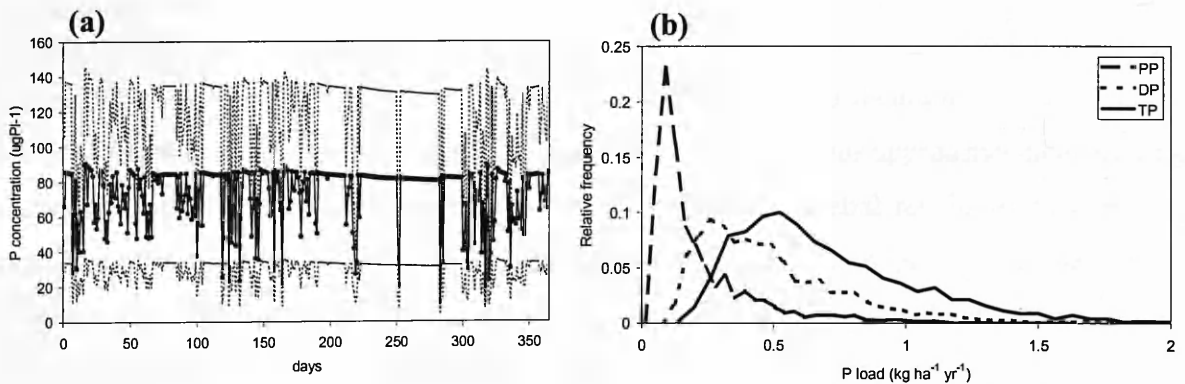 (a)
160
140
120
100
80
60
40
20
0
P concentration (ugPl-1)
0 50 100 150 200 250 300 350
days
(b)
0.25
0.2
0.15
0.1
0.05
0
Relative frequency
PP
DP
TP
0 0.5 1 1.5 2
P load (kg ha⁻¹ yr⁻¹)